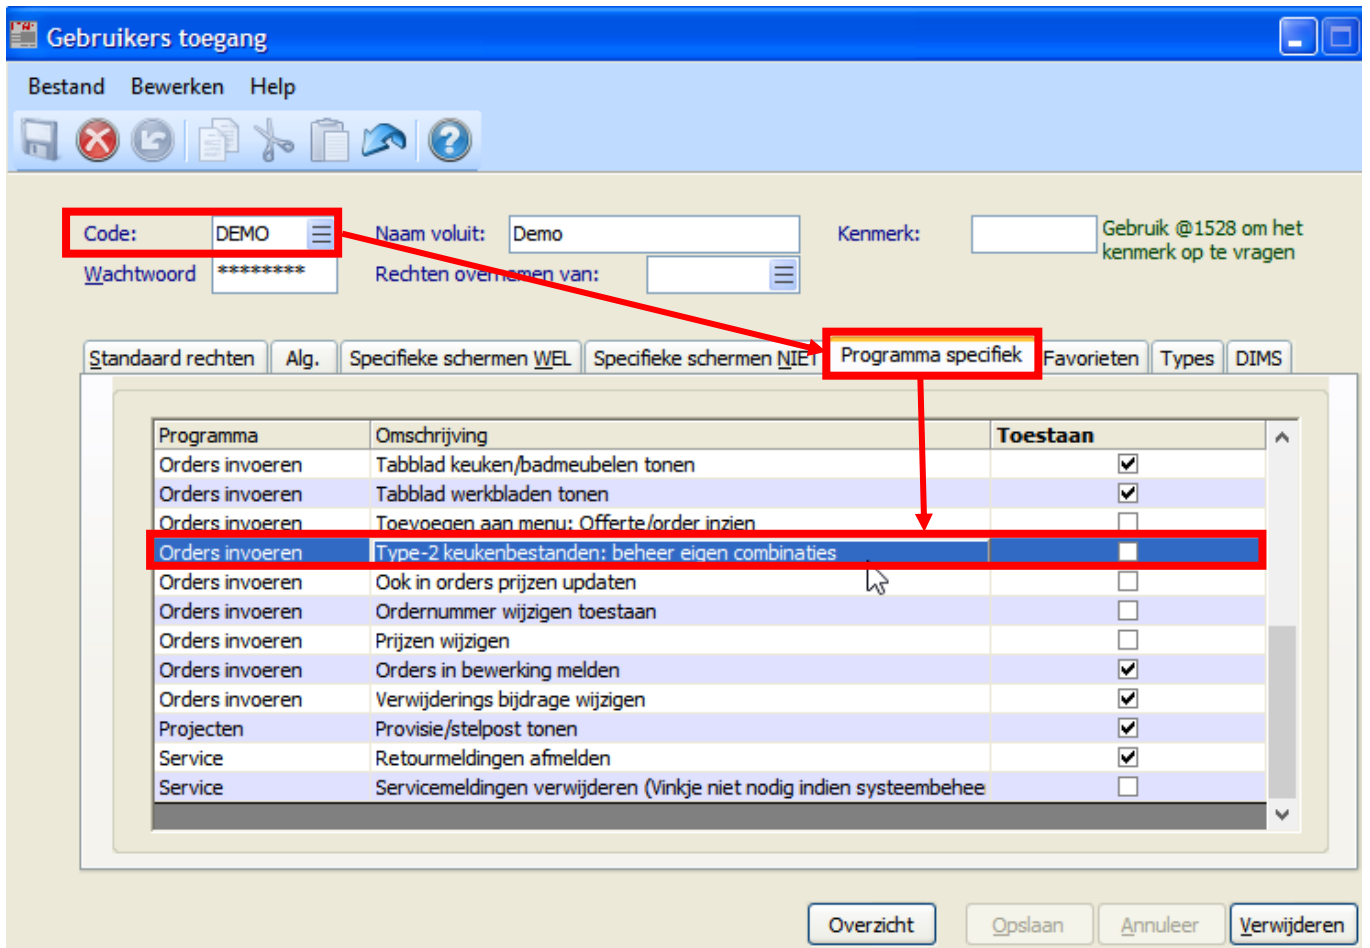 Gebruikers toegang
Bestand Bewerken Help
Code: DEMO Naam voluit: Demo Kenmerk: Gebruik @1528 om het
kenmerk op te vragen
Wachtwoord ******** Rechten overnemen van:
Standaard rechten Alg. Specifieke schermen WEL Specifieke schermen NIET Programma specifiek Favorieten Types DIMS
Programma Omschrijving Toestaan
Orders invoeren Tabblad keuken/badmeubelen tonen
Orders invoeren Tabblad werkbladen tonen
Orders invoeren Toevoegen aan menu: Offerte/order inzien
Orders invoeren Type-2 keukenbestanden: beheer eigen combinaties
Orders invoeren Ook in orders prijzen updaten
Orders invoeren Ordernummer wijzigen toestaan
Orders invoeren Prijzen wijzigen
Orders invoeren Orders in bewerking melden
Orders invoeren Verwijderings bijdrage wijzigen
Projecten Provisie/stelpost tonen
Service Retourmeldingen afmelden
Service Servicemeldingen verwijderen (Vinkje niet nodig indien systeembehee
Overzicht Opslaan Annuleer Verwijderen